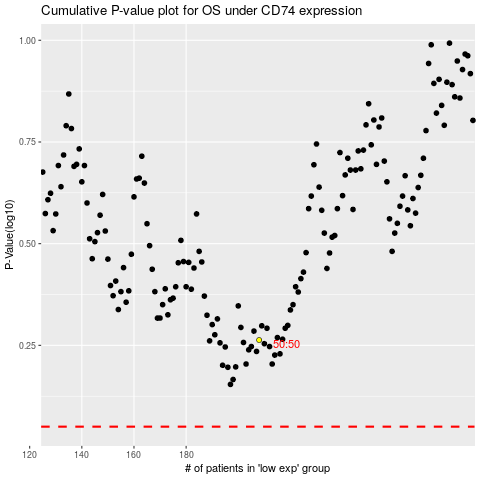 Cumulative P-value plot for OS under CD74 expression
P-Value(log10)
1.00
0.75
0.50
0.25
50:50
120 140 160 180
# of patients in 'low exp' group